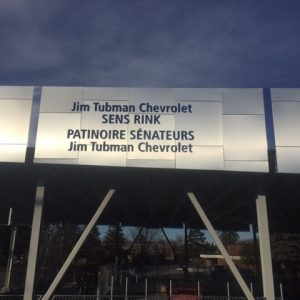 Jim Tubman Chevrolet
SENS RINK
PATINOIRE SÉNATEURS
Jim Tubman Chevrolet